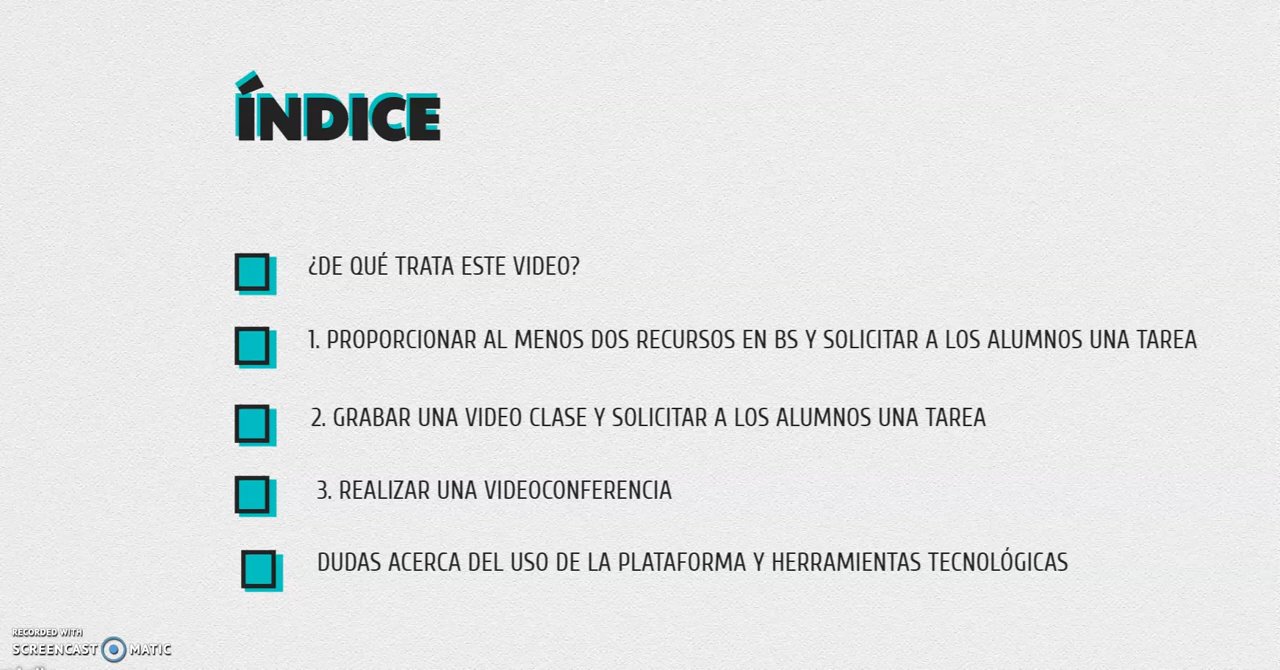 ÍNDICE
¿DE QUÉ TRATA ESTE VIDEO?
1. PROPORCIONAR AL MENOS DOS RECURSOS EN BS Y SOLICITAR A LOS ALUMNOS UNA TAREA
2. GRABAR UNA VIDEO CLASE Y SOLICITAR A LOS ALUMNOS UNA TAREA
3. REALIZAR UNA VIDEOCONFERENCIA
DUDAS ACERCA DEL USO DE LA PLATAFORMA Y HERRAMIENTAS TECNOLÓGICAS
RECORDED WITH
SCREENCAST MATIC